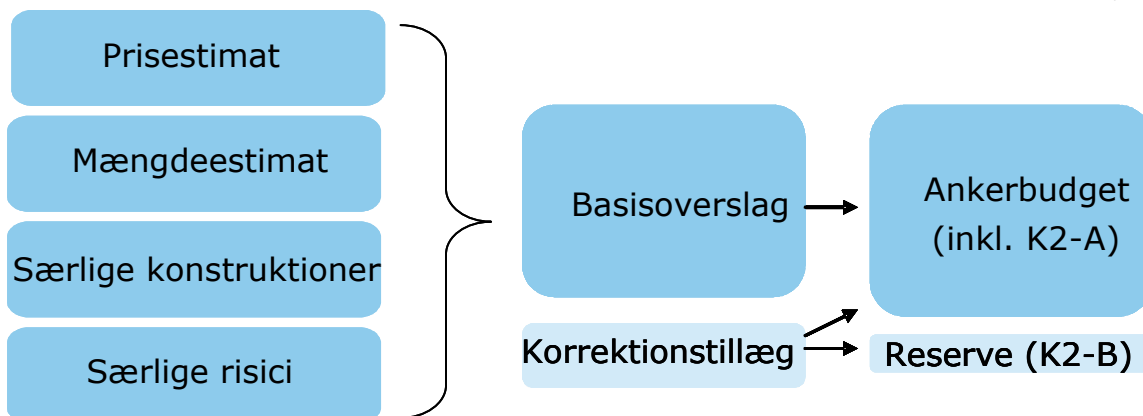 Prisestimat
Mængdeestimat
Særlige konstruktioner
Særlige risici
Basisoverslag
Korrektionstillæg
Ankerbudget
(inkl. K2-A)
Reserve (K2-B)